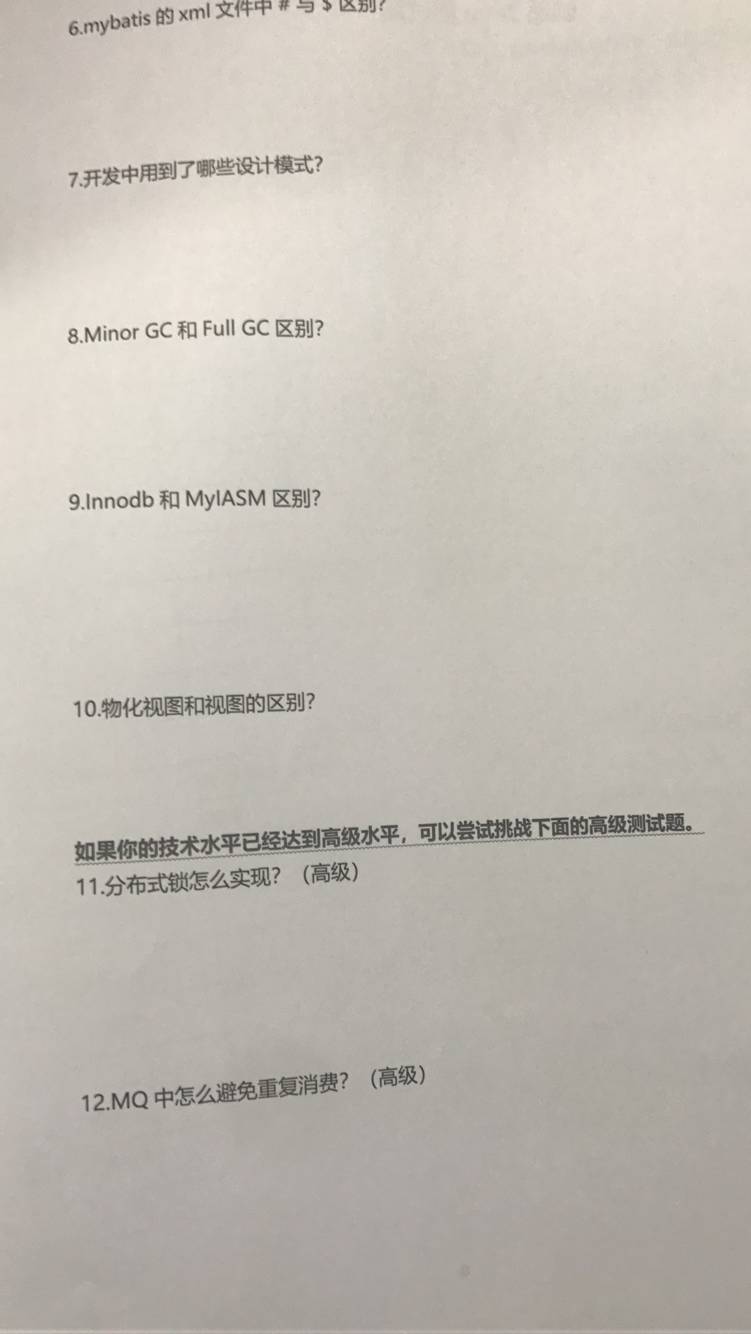 6.mybatis 的 xml 文件中 # 与 $ 区别?
7.开发中用到了哪些设计模式?
8.Minor GC 和 Full GC 区别?
9.Innodb 和 MyIASM 区别?
10.物化视图和视图的区别?
如果你的技术水平已经达到高级水平，可以尝试挑战下面的高级测试题。
11.分布式锁怎么实现? （高级）
12.MQ 中怎么避免重复消费? （高级）